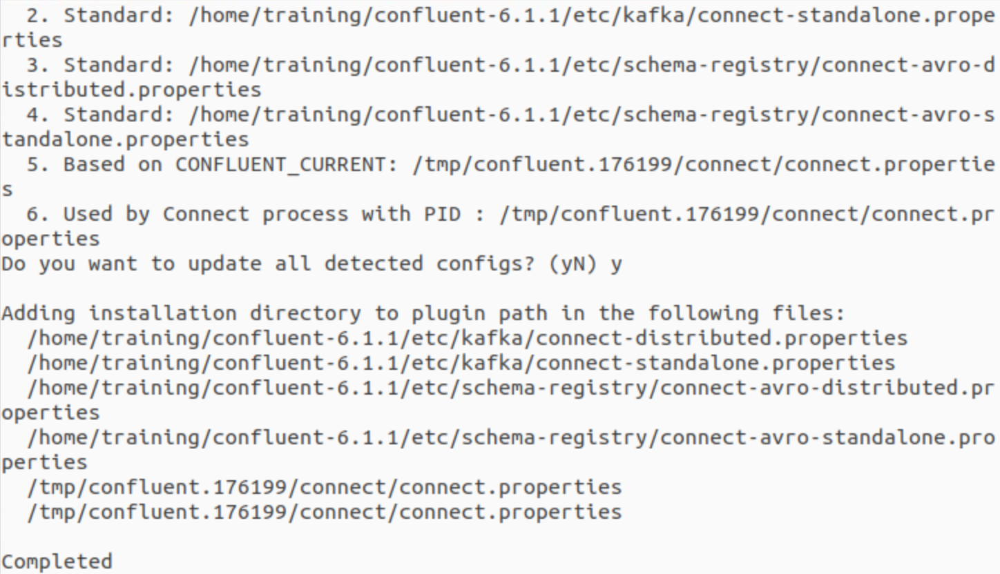 2. Standard: /home/training/confluent-6.1.1/etc/kafka/connect-standalone.prope
rties
  3. Standard: /home/training/confluent-6.1.1/etc/schema-registry/connect-avro-d
istributed.properties
  4. Standard: /home/training/confluent-6.1.1/etc/schema-registry/connect-avro-s
tandalone.properties
  5. Based on CONFLUENT_CURRENT: /tmp/confluent.176199/connect/connect.propertie
s
  6. Used by Connect process with PID : /tmp/confluent.176199/connect/connect.pr
operties
Do you want to update all detected configs? (yN) y

Adding installation directory to plugin path in the following files:
  /home/training/confluent-6.1.1/etc/kafka/connect-distributed.properties
  /home/training/confluent-6.1.1/etc/kafka/connect-standalone.properties
  /home/training/confluent-6.1.1/etc/schema-registry/connect-avro-distributed.pr
operties
  /home/training/confluent-6.1.1/etc/schema-registry/connect-avro-standalone.pro
perties
  /tmp/confluent.176199/connect/connect.properties
  /tmp/confluent.176199/connect/connect.properties

Completed